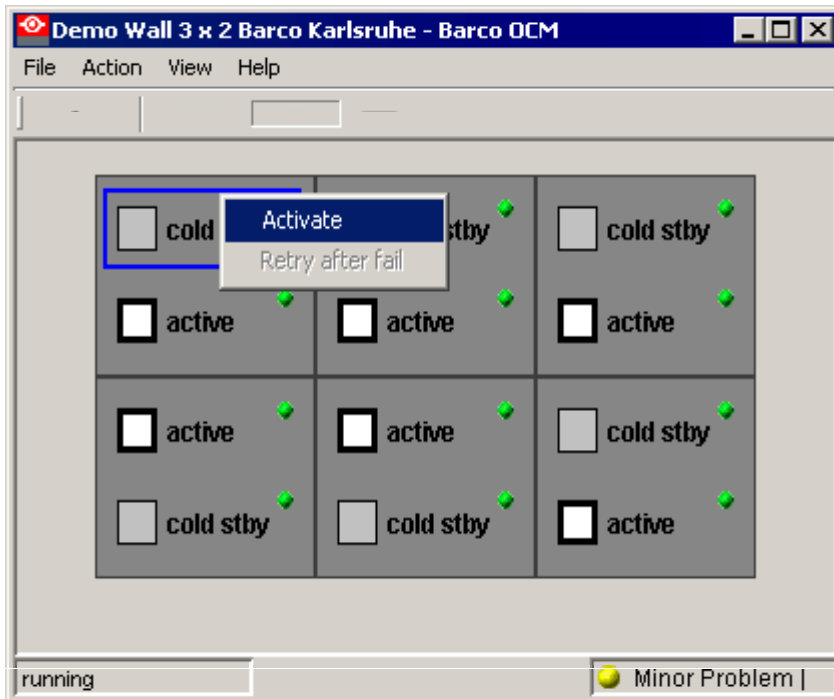 Demo Wall 3 x 2 Barco Karlsruhe - Barco OCM
File Action View Help
cold
stby
cold stby
Activate
Retry after fail
active
active
active
active
active
cold stby
cold stby
cold stby
active
running
Minor Problem |